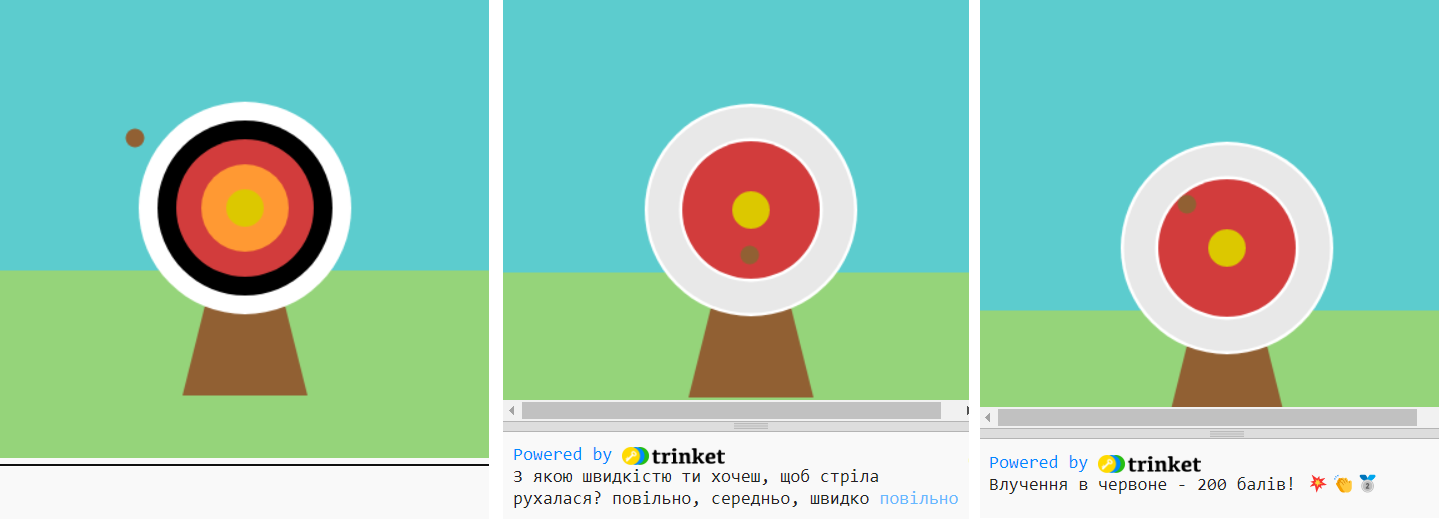 Powered by trinket
З якою швидкістю ти хочеш, щоб стріла
рухалася? повільно, середньо, швидко повільно
Powered by trinket
Влучення в червоне - 200 балів! 💥 👏 🥈